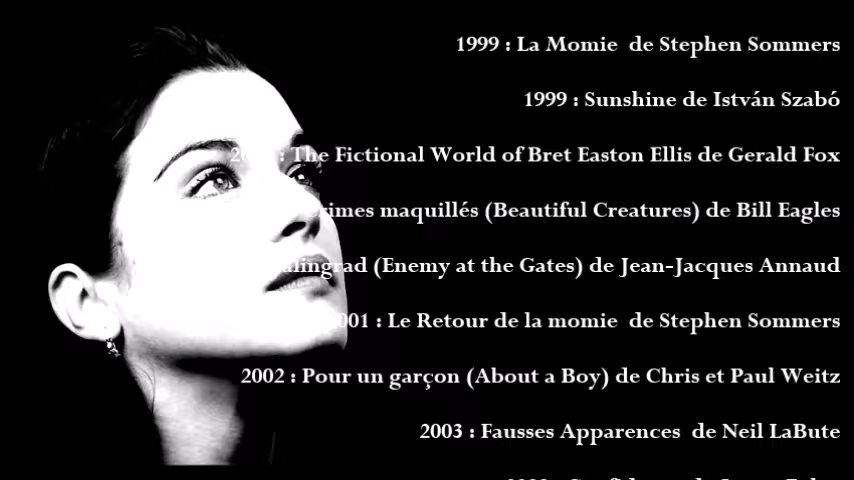 1999 : La Momie de Stephen Sommers
1999 : Sunshine de István Szabó
: The Fictional World of Bret Easton Ellis de Gerald Fox
maquillés (Beautiful Creatures) de Bill Eagles
(Enemy at the Gates) de Jean-Jacques Annaud
: Le Retour de la momie de Stephen Sommers
2002 : Pour un garçon (About a Boy) de Chris et Paul Weitz
2003 : Fausses Apparences de Neil LaBute